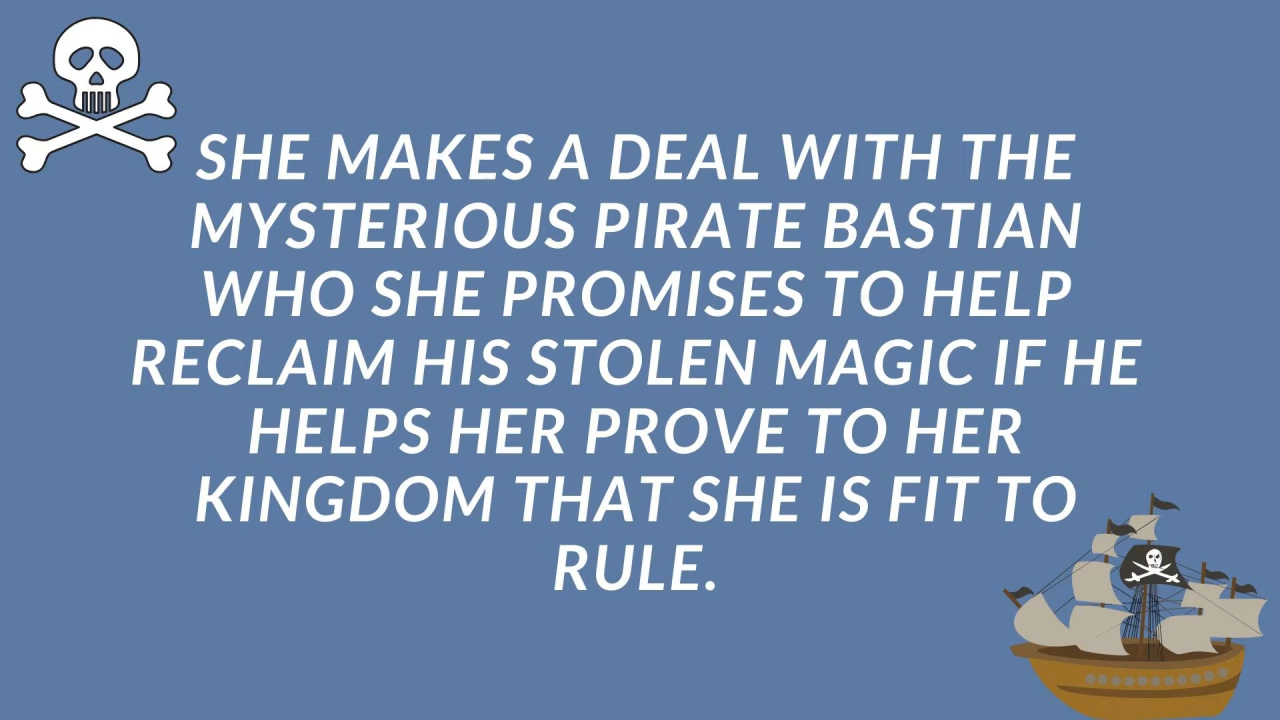 SHE MAKES A DEAL WITH THE
MYSTERIOUS PIRATE BASTIAN
WHO SHE PROMISES TO HELP
RECLAIM HIS STOLEN MAGIC IF HE
HELPS HER PROVE TO HER
KINGDOM THAT SHE IS FIT TO
RULE.